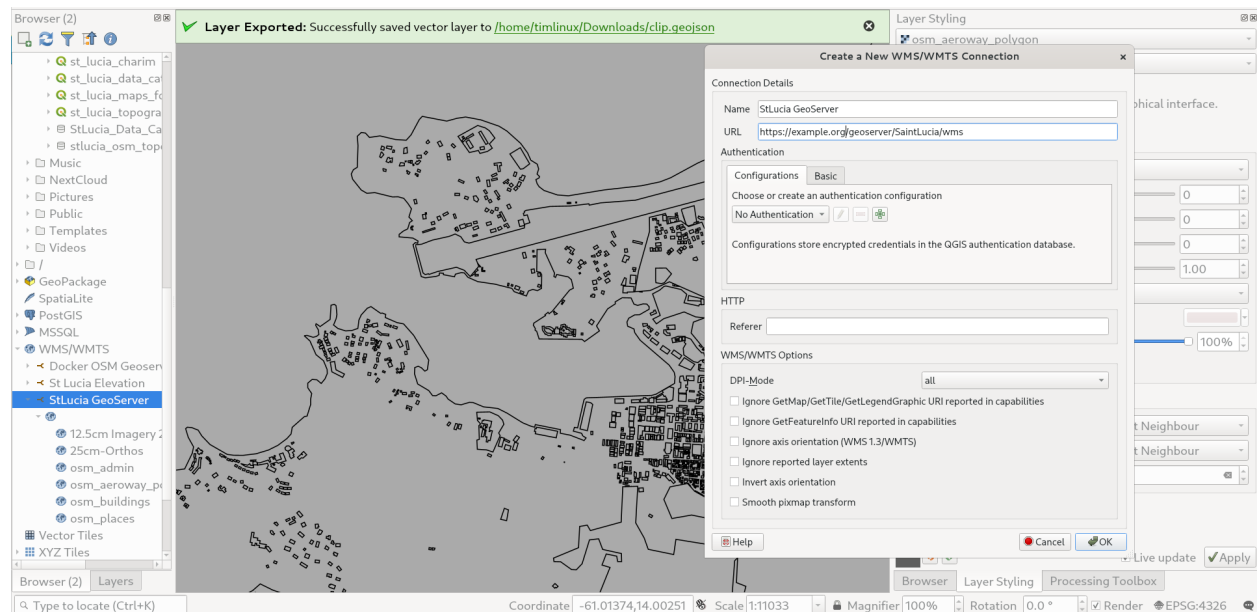 Browser (2)
st_lucia_charim
st_lucia_data_cat
st_lucia_maps_fo
st_lucia_topogra
StLucia_Data_Ca
stlucia_osm_topo
Music
NextCloud
Pictures
Public
Templates
Videos
/
GeoPackage
SpatiaLite
PostGIS
MSSQL
WMS/WMTS
Docker OSM Geoserv
St Lucia Elevation
StLucia GeoServer
12.5cm Imagery 2
25cm-Orthos
osm_admin
osm_aeroway_po
osm_buildings
osm_places
Vector Tiles
XYZ Tiles
Browser (2) Layers
Layer Exported: Successfully saved vector layer to /home/timlinux/Downloads/clip.geojson
Create a New WMS/WMTS Connection
Connection Details
Name StLucia GeoServer
URL https://example.org/geoserver/SaintLucia/wms
Authentication
Configurations Basic
Choose or create an authentication configuration
No Authentication
Configurations store encrypted credentials in the QGIS authentication database.
HTTP
Referer
WMS/WMTS Options
DPI-Mode all
Ignore GetMap/GetTile/GetLegendGraphic URI reported in capabilities
Ignore GetFeatureInfo URI reported in capabilities
Ignore axis orientation (WMS 1.3/WMTS)
Ignore reported layer extents
Invert axis orientation
Smooth pixmap transform
Help Cancel OK
Layer Styling
osm_aeroway_polygon
phical interface.
0
0
0
1.00
100%
t Neighbour
t Neighbour
Live update Apply
Browser Layer Styling Processing Toolbox
Type to locate (Ctrl+K) Coordinate -61.01374,14.00251 Scale 1:11033 Magnifier 100% Rotation 0.0 ° Render EPSG:4326